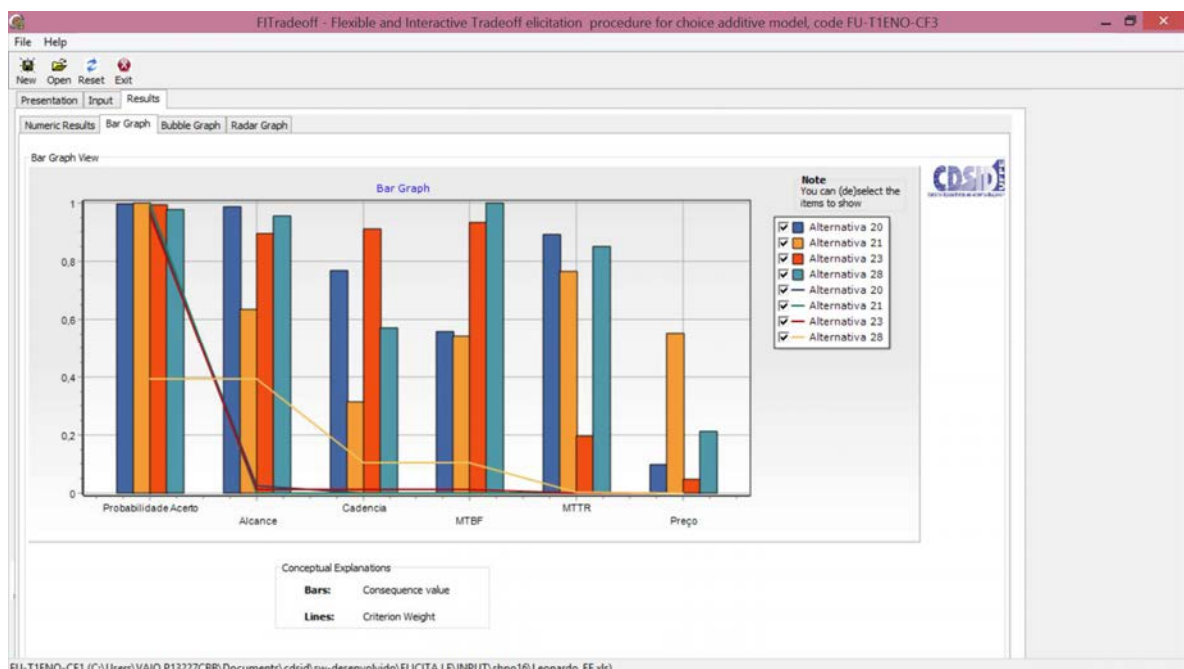 FITradeoff - Flexible and Interactive Tradeoff elicitation procedure for choice additive model, code FU-T1ENO-CF3
File Help
New Open Reset Exit
Presentation Input Results
Numeric Results Bar Graph Bubble Graph Radar Graph
Bar Graph View
CDSID
UFPE
Bar Graph
Note
You can (de)select the
items to show
Alternativa 20
Alternativa 21
Alternativa 23
Alternativa 28
Alternativa 20
Alternativa 21
Alternativa 23
Alternativa 28
1
0,8
0,6
0,4
0,2
0
Probabilidade Acerto
Alcance
Cadencia
MTBF
MTTR
Preço
Conceptual Explanations
Bars: Consequence value
Lines: Criterion Weight